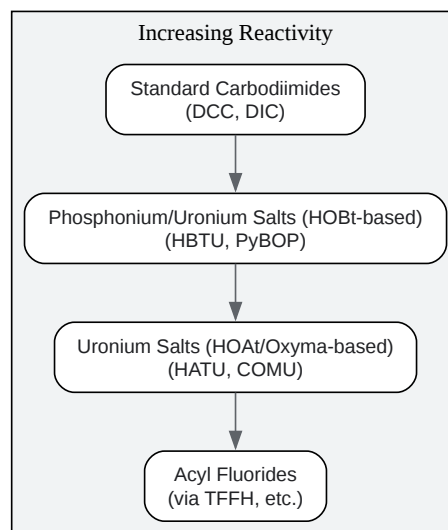 Increasing Reactivity
Standard Carbodiimides
(DCC, DIC)
Phosphonium/Uronium Salts (HOBt-based)
(HBTU, PyBOP)
Uronium Salts (HOAt/Oxyma-based)
(HATU, COMU)
Acyl Fluorides
(via TFFH, etc.)